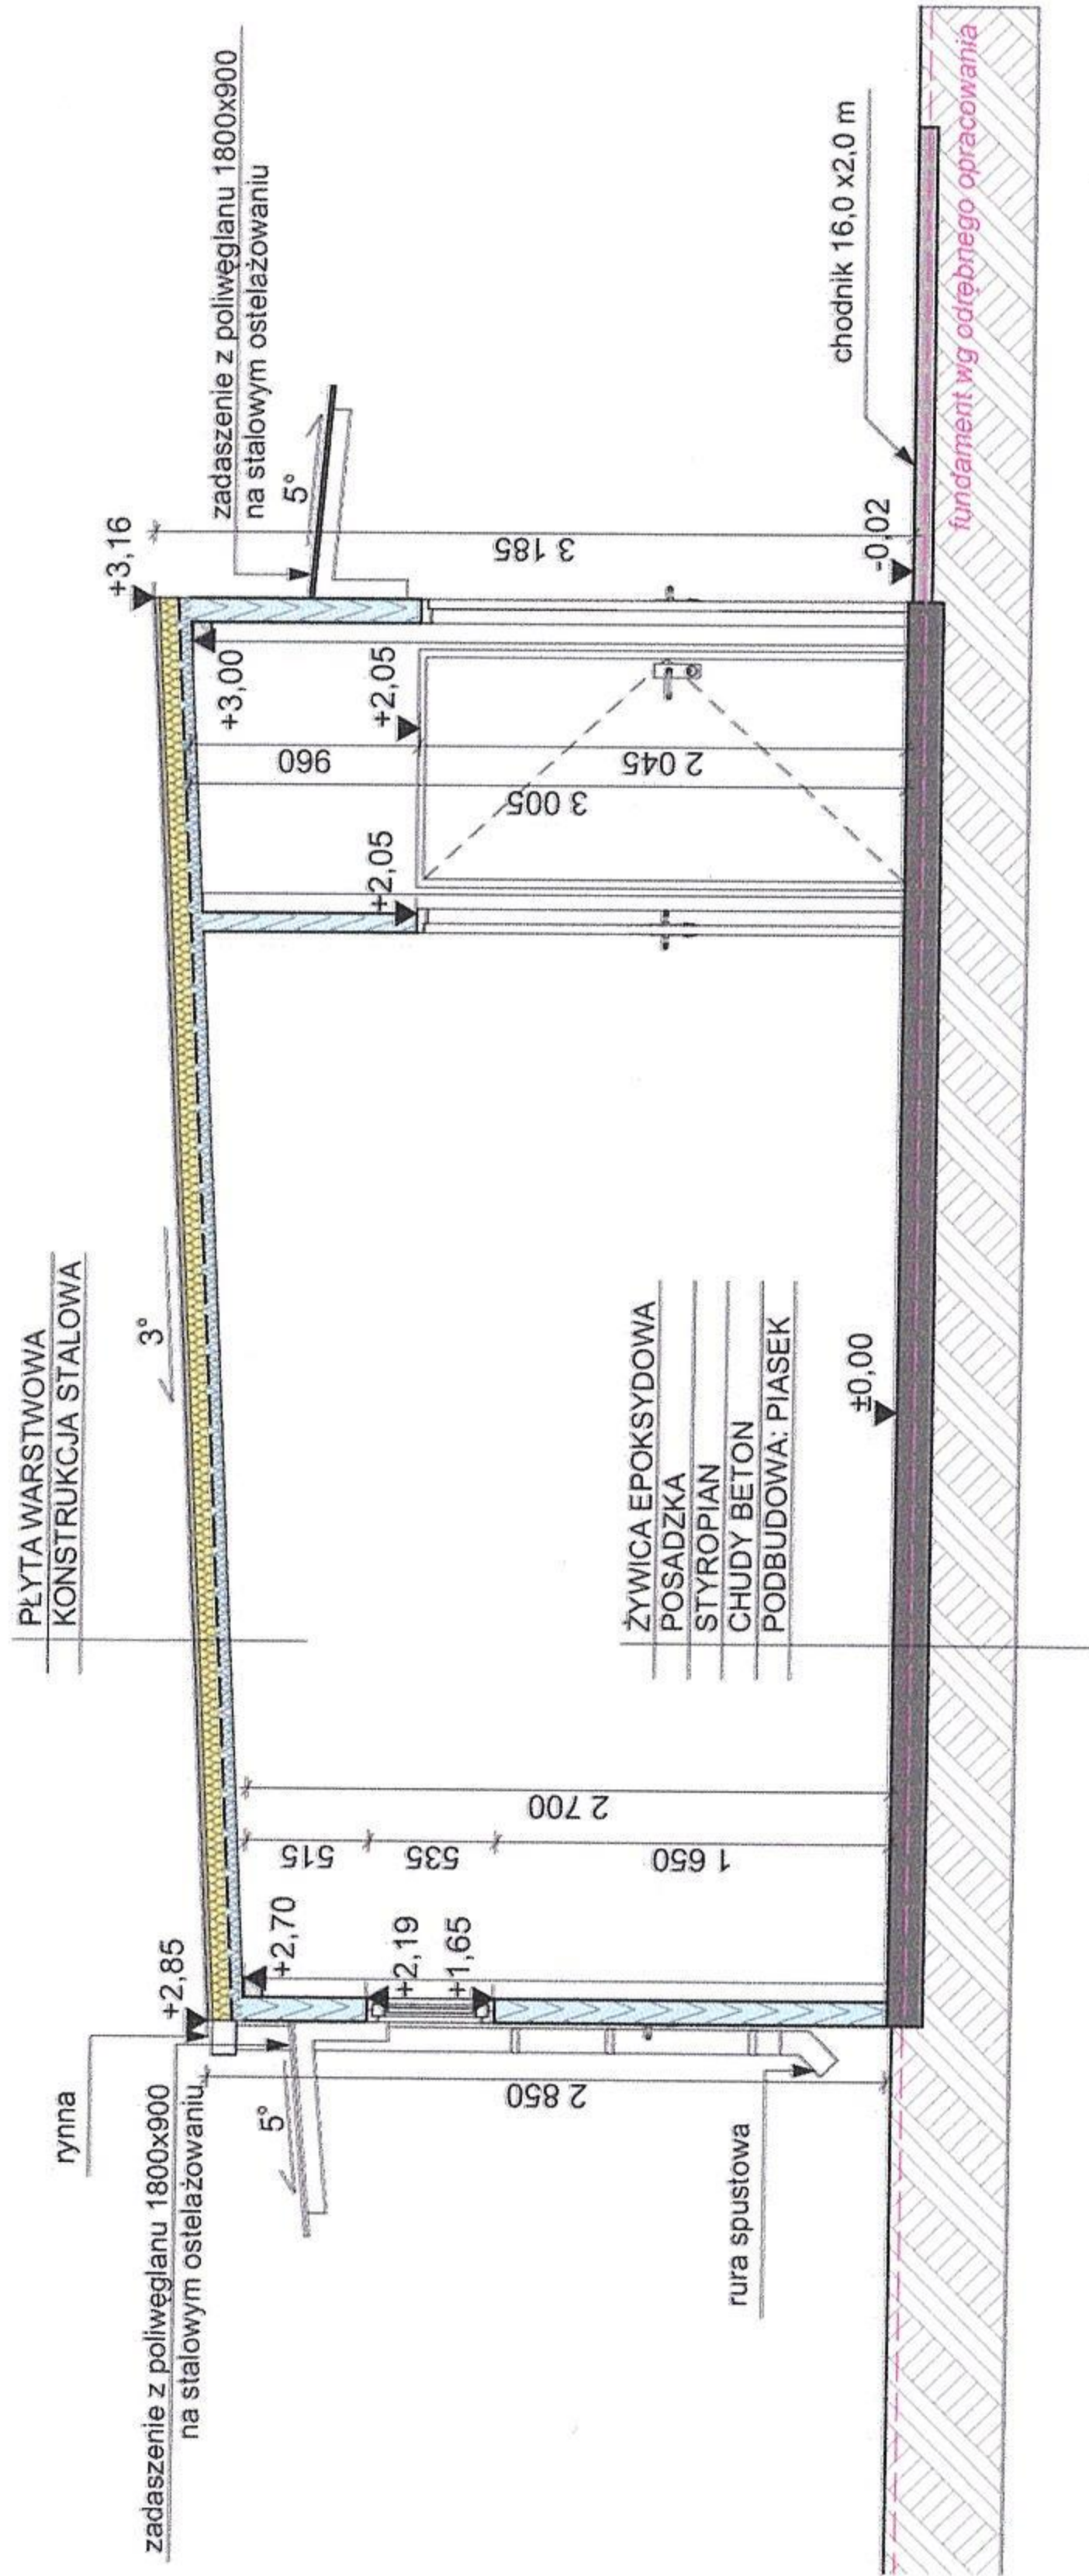 PŁYTA WARSTWOWA
KONSTRUKCJA STALOWA
3°
rynna
zadaszenie z poliwęglanu 1800x900
na stalowym ostelażowaniu
5°
+2,85
+2,70
+2,19
+1,65
515
535
1 650
2 700
2 850
rura spustowa
ŻYWICA EPOKSYDOWA
POSADZKA
STYROPIAN
CHUDY BETON
PODBUDOWA: PIASEK
±0,00
+2,05
+3,00
+2,05
960
2 045
3 005
+3,16
3 185
zadaszenie z poliwęglanu 1800x900
na stalowym ostelażowaniu
5°
-0,02
chodnik 16,0 x2,0 m
fundament wg odrębnego opracowania